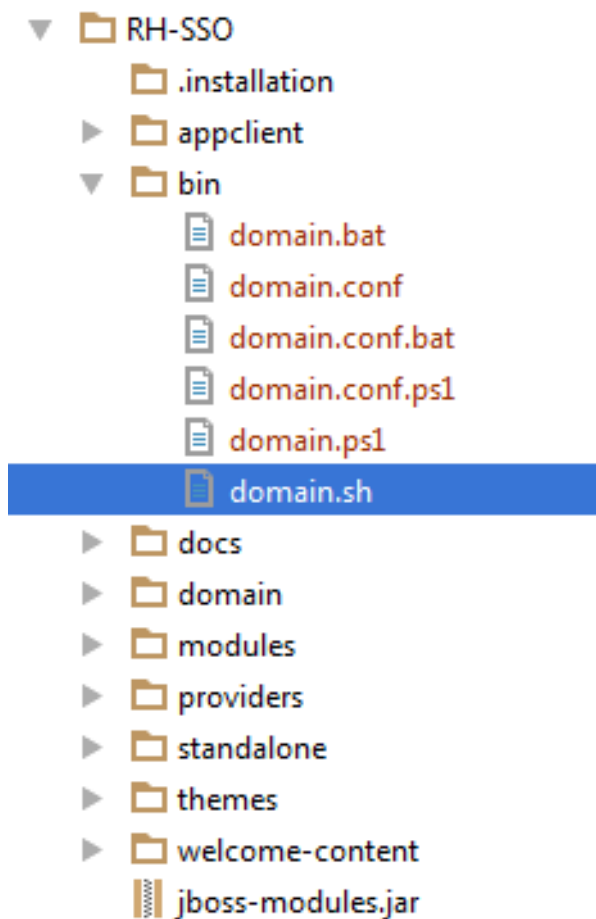 RH-SSO
.installation
appclient
bin
domain.bat
domain.conf
domain.conf.bat
domain.conf.ps1
domain.ps1
domain.sh
docs
domain
modules
providers
standalone
themes
welcome-content
jboss-modules.jar